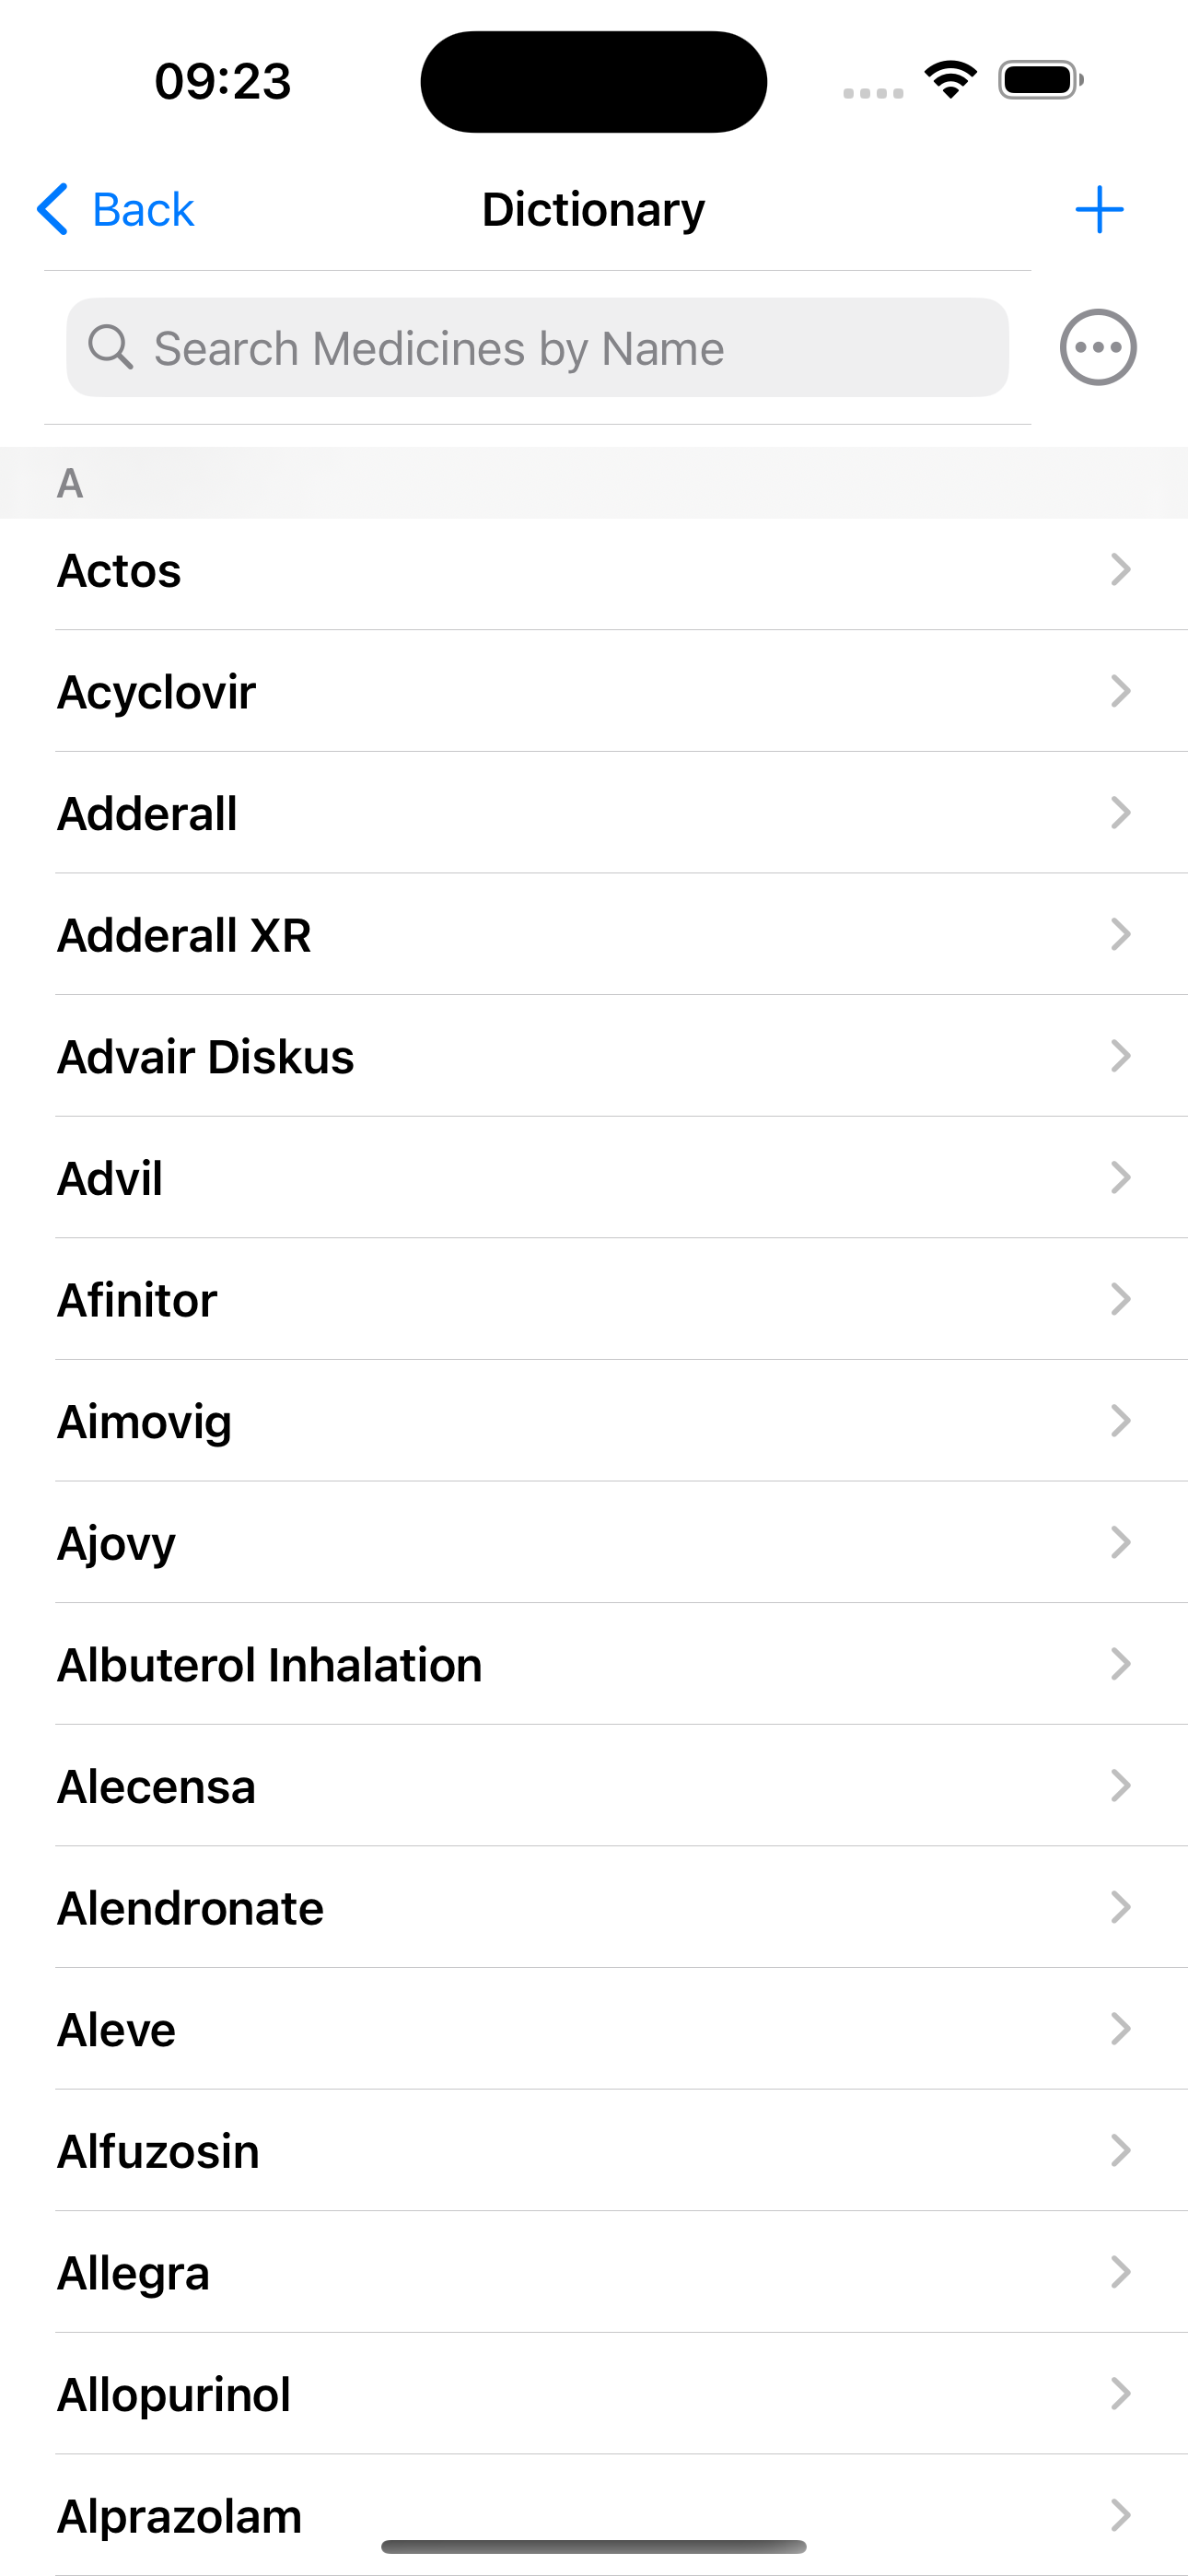 09:23
Back
Dictionary
Search Medicines by Name
A
Actos
Acyclovir
Adderall
Adderall XR
Advair Diskus
Advil
Afinitor
Aimovig
Ajovy
Albuterol Inhalation
Alecensa
Alendronate
Aleve
Alfuzosin
Allegra
Allopurinol
Alprazolam